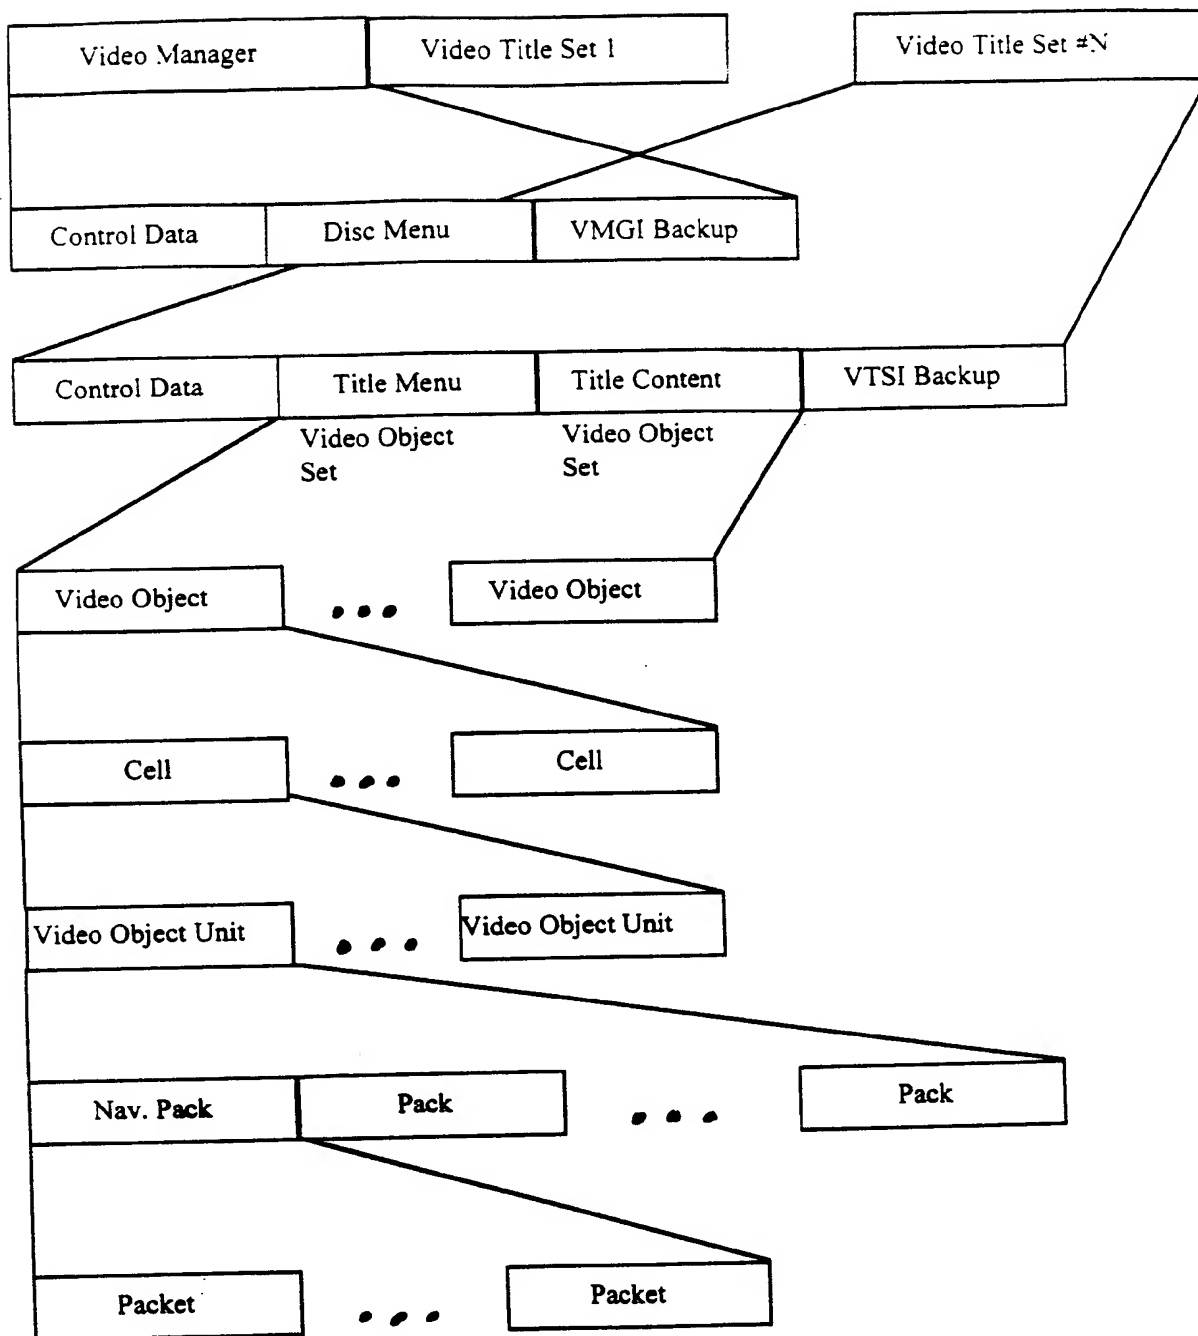 Video Manager
Video Title Set 1
Video Title Set #N
Control Data
Disc Menu
VMGI Backup
Control Data
Title Menu
Title Content
VTSI Backup
Video Object
Set
Video Object
Set
Video Object
Video Object
Cell
Cell
Video Object Unit
Video Object Unit
Nav. Pack
Pack
Pack
Packet
Packet